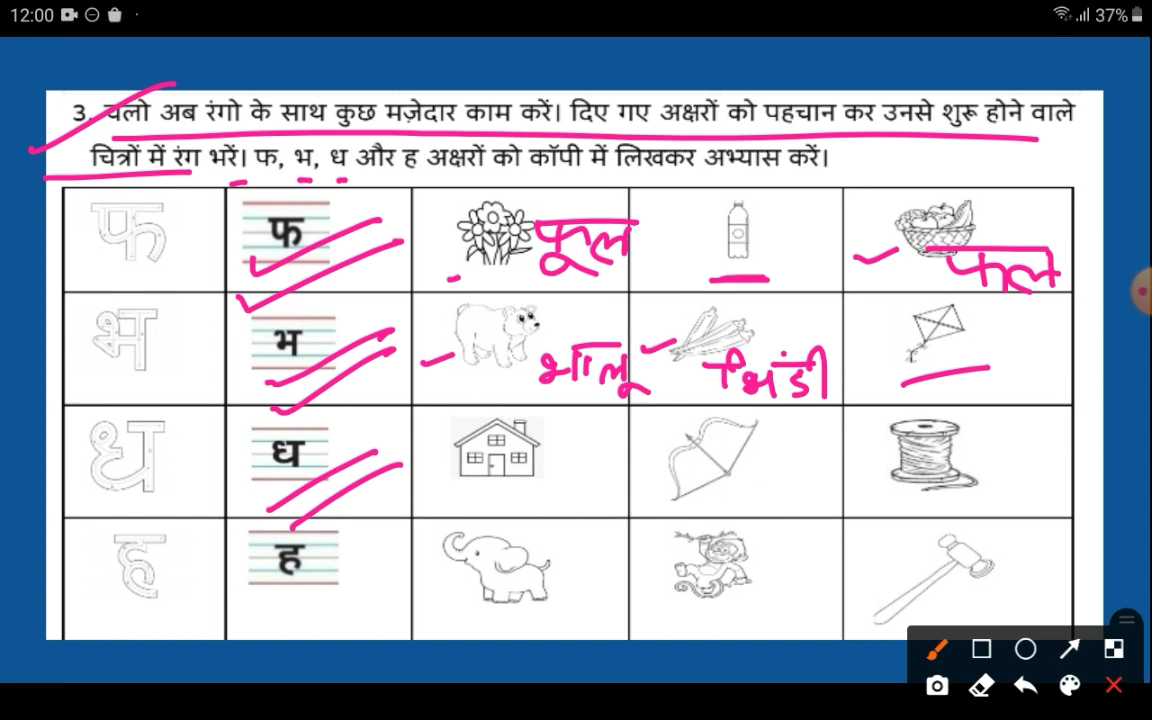 12:00
37%
3. चलो अब रंगो के साथ कुछ मज़ेदार काम करें। दिए गए अक्षरों को पहचान कर उनसे शुरू होने वाले
चित्रों में रंग भरें। फ, भ, ध और ह अक्षरों को कॉपी में लिखकर अभ्यास करें।
फ फ फूल फल
भ भ भालू भिंडी
ध ध
ह ह